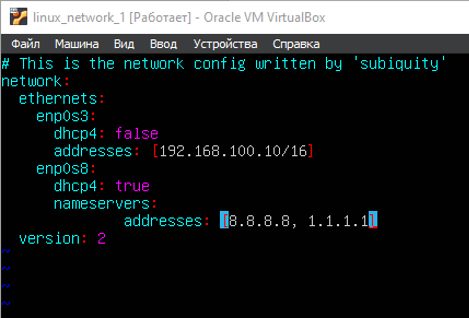 linux_network_1 [Работает] - Oracle VM VirtualBox
Файл Машина Вид Ввод Устройства Справка
# This is the network config written by 'subiquity'
network:
  ethernets:
    enp0s3:
      dhcp4: false
      addresses: [192.168.100.10/16]
    enp0s8:
      dhcp4: true
      nameservers:
              addresses: [8.8.8.8, 1.1.1.1]
  version: 2
~
~
~